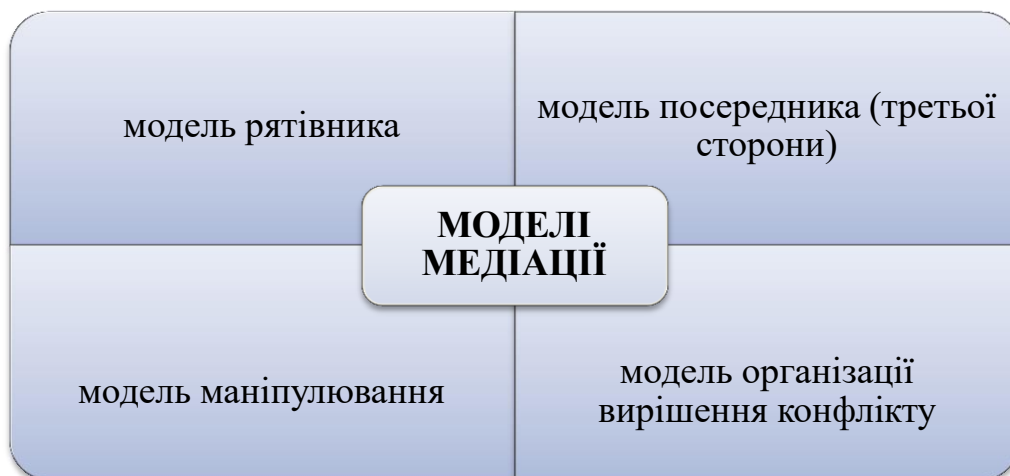 модель рятівника
модель посередника (третьої
сторони)
МОДЕЛІ
МЕДІАЦІЇ
модель маніпулювання
модель організації
вирішення конфлікту